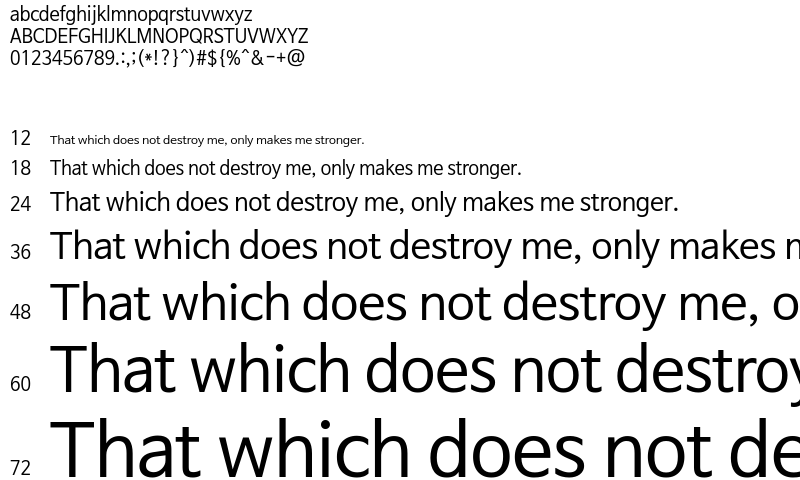 abcdefghijklmnopqrstuvwxyz
ABCDEFGHIJKLMNOPQRSTUVWXYZ
0123456789.:,;(*!?}^)#${%^&-+@
12 That which does not destroy me, only makes me stronger.
18 That which does not destroy me, only makes me stronger.
24 That which does not destroy me, only makes me stronger.
36 That which does not destroy me, only makes
48 That which does not destroy me,
60 That which does not destroy
72 That which does not